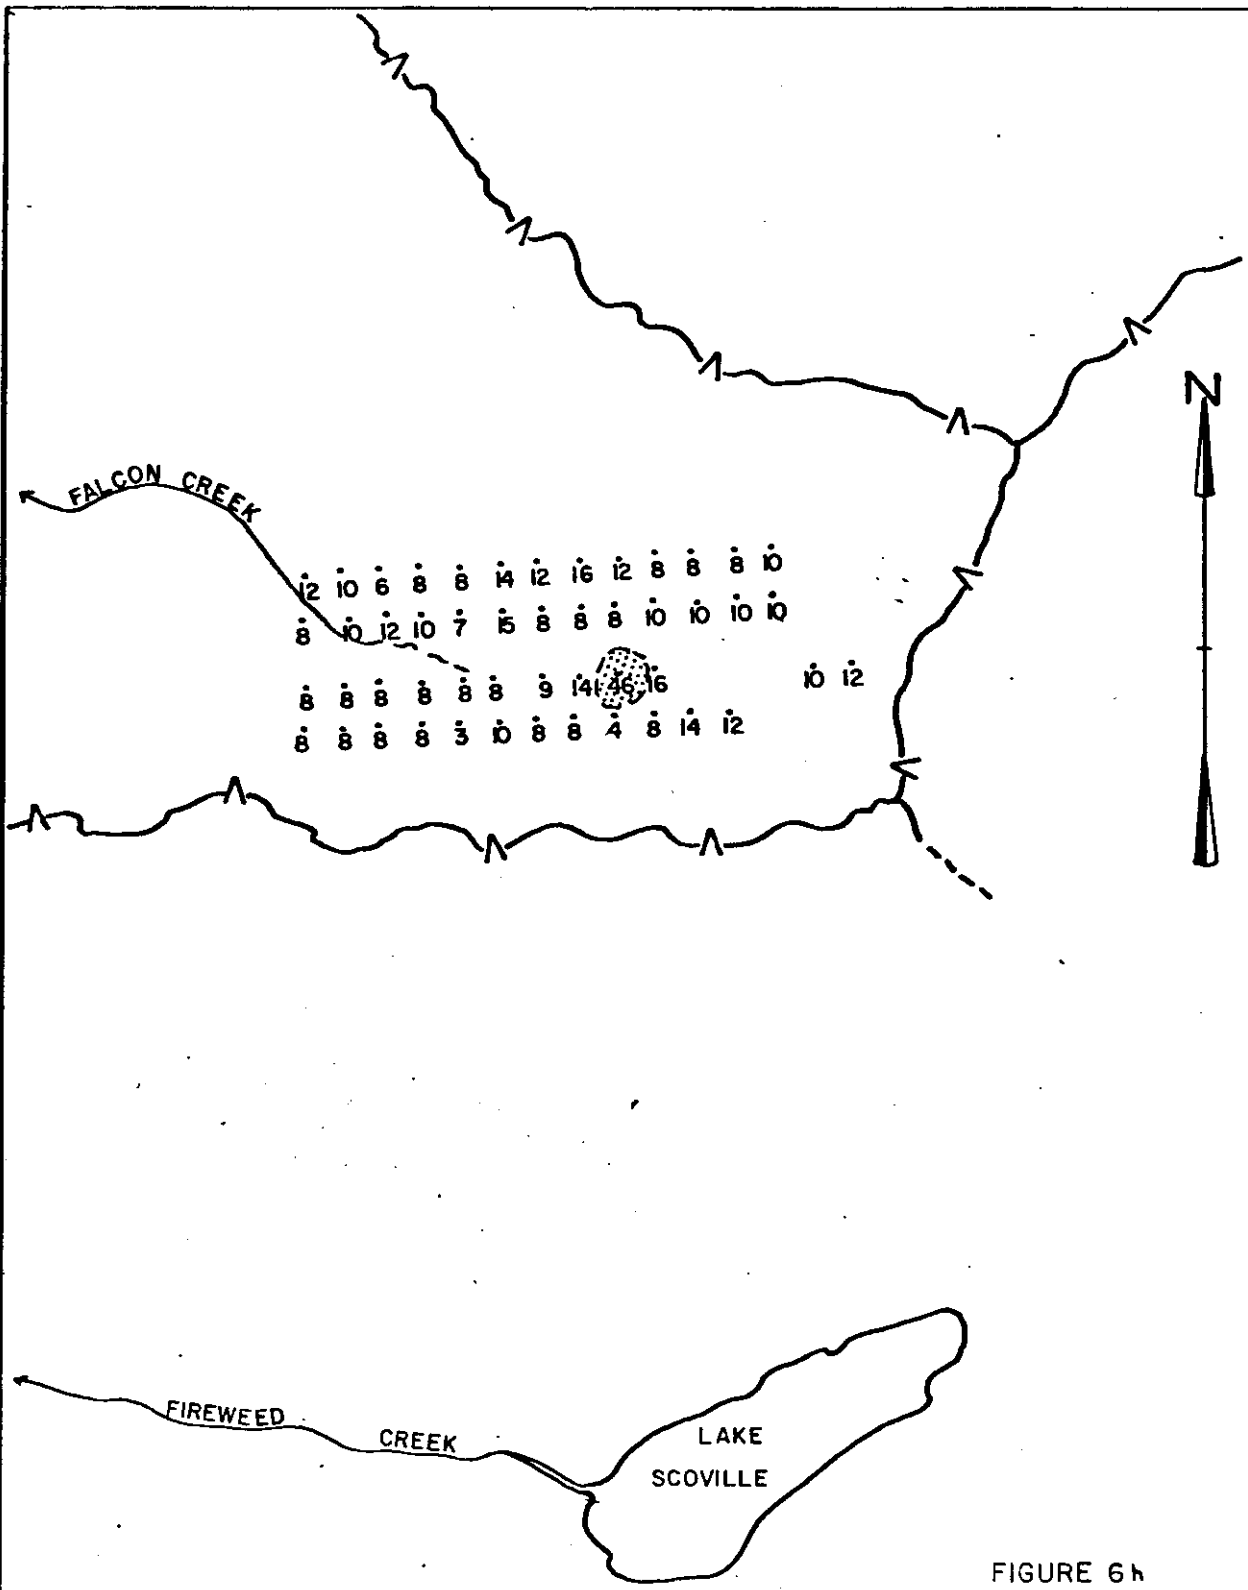 N
FALCON CREEK
12 10 6 8 8 14 12 16 12 8 8 8 10
8 10 12 10 7 15 8 8 8 10 10 10 10
8 8 8 8 8 8 9 14 46 16 10 12
8 8 8 8 3 10 8 8 4 8 14 12
FIREWEED CREEK
LAKE
SCOVILLE
FIGURE 6h